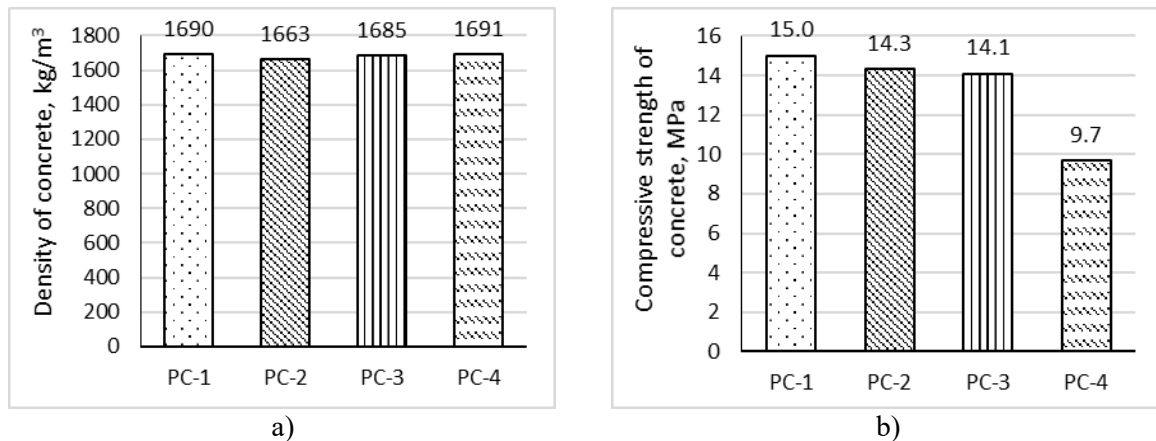 Density of concrete, kg/m³
1800
1600
1400
1200
1000
800
600
400
200
0
1690
1663
1685
1691
PC-1
PC-2
PC-3
PC-4
a)
Compressive strength of
concrete, MPa
16
14
12
10
8
6
4
2
0
15.0
14.3
14.1
9.7
PC-1
PC-2
PC-3
PC-4
b)